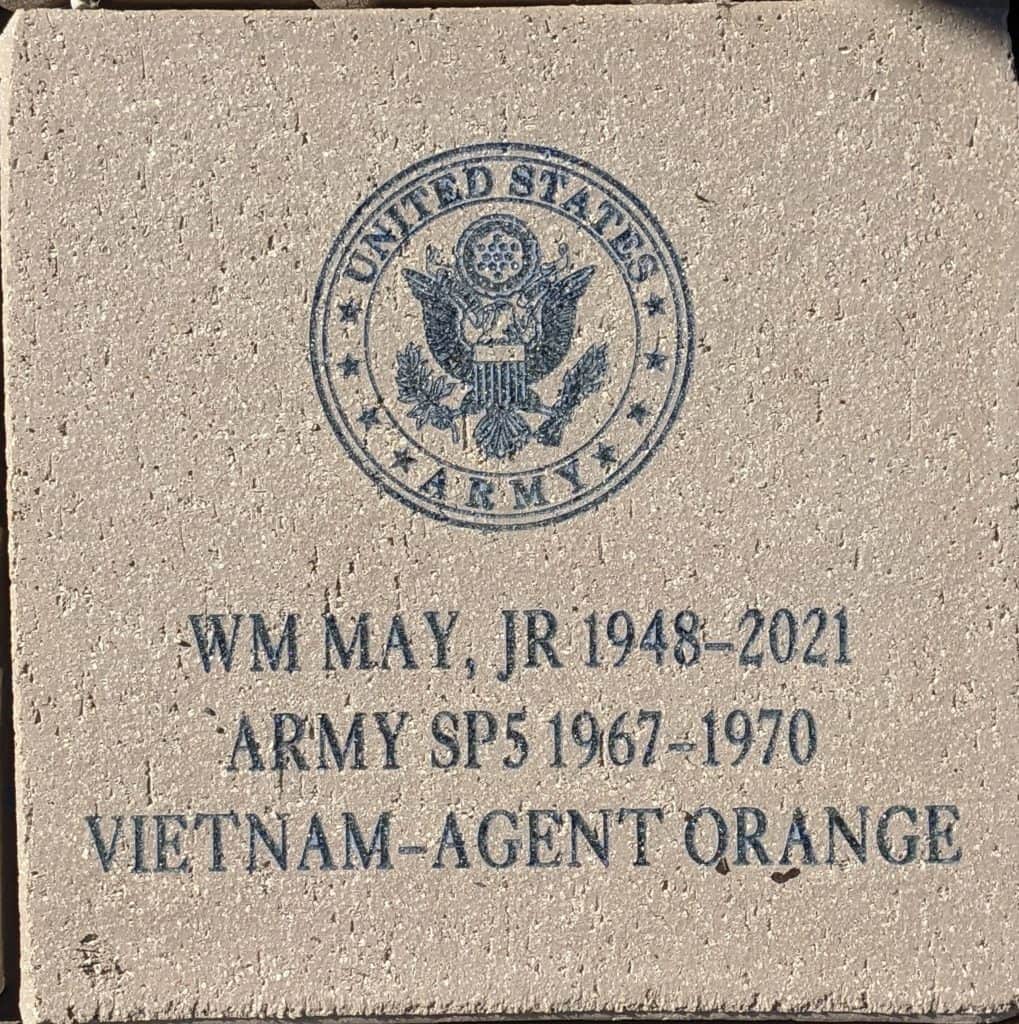 UNITED STATES
ARMY
WM MAY, JR 1948-2021
ARMY SP5 1967-1970
VIETNAM-AGENT ORANGE